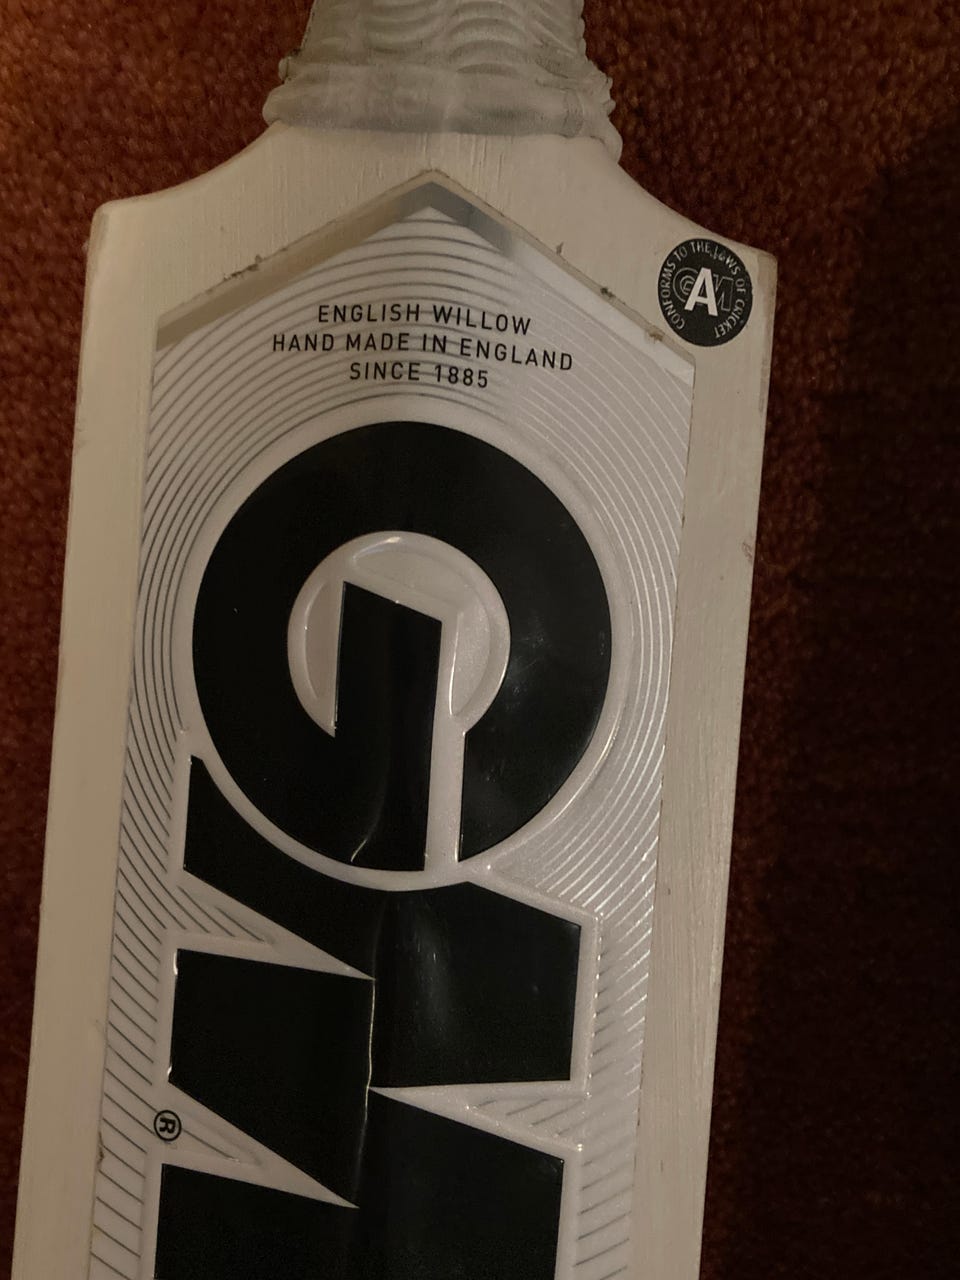 ENGLISH WILLOW
HAND MADE IN ENGLAND
SINCE 1885
CONFORMS TO THE LAWS OF CRICKET
A
GM
®